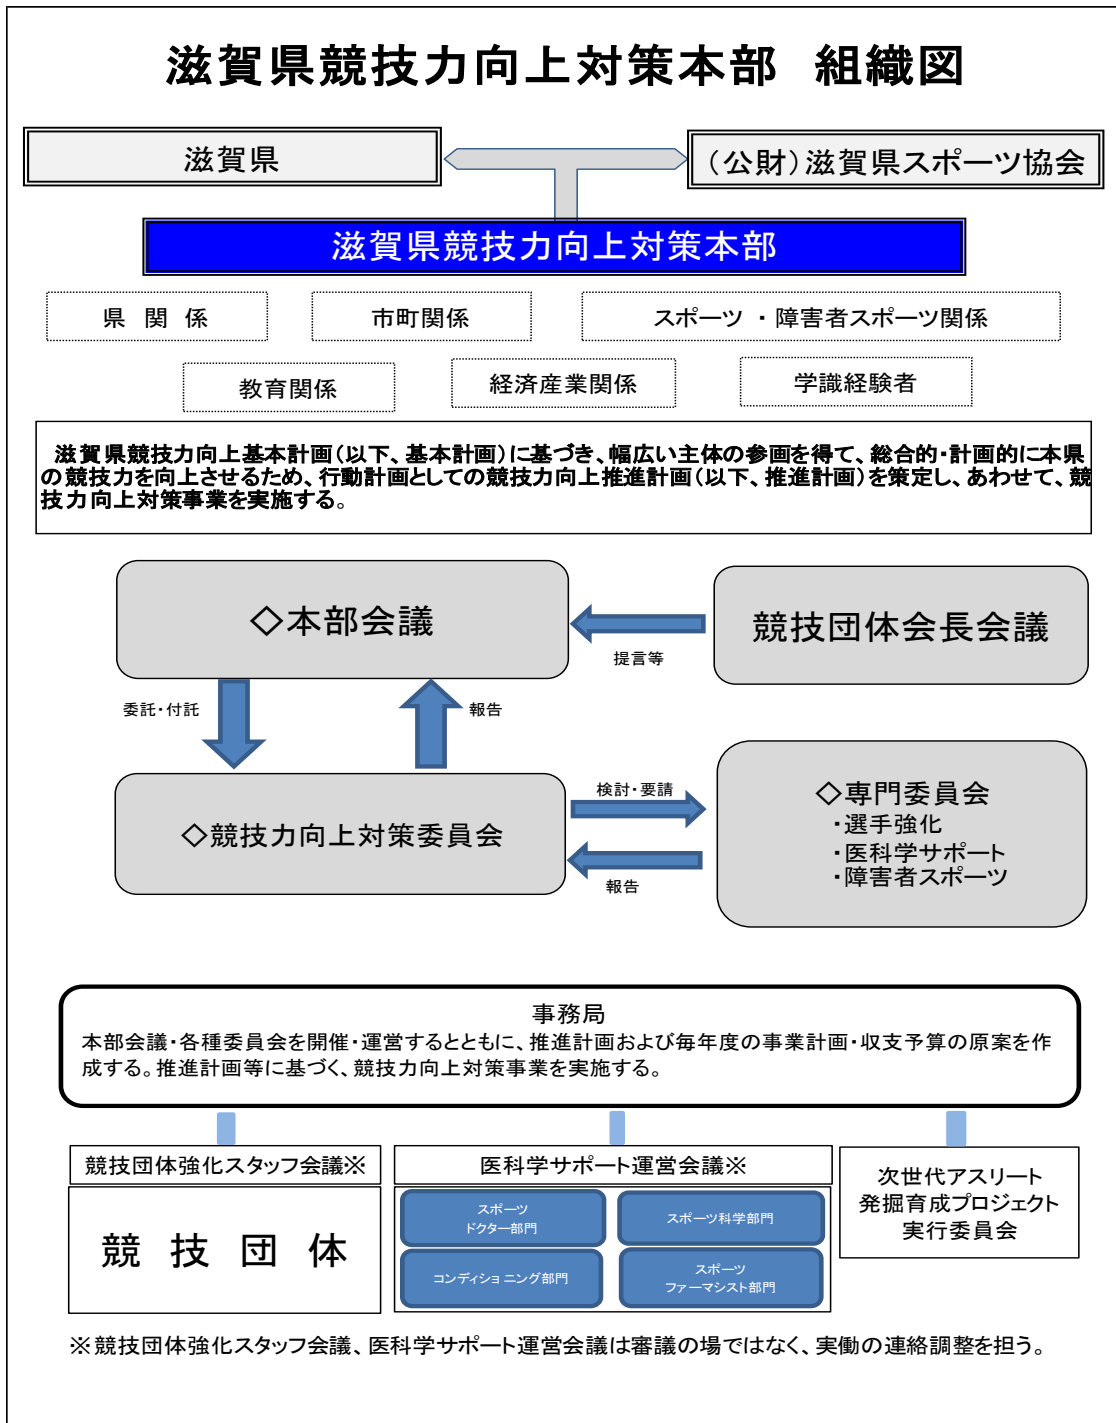 滋賀県競技力向上対策本部　組織図
滋賀県
（公財）滋賀県スポーツ協会
滋賀県競技力向上対策本部
県　関　係
市町関係
スポーツ ・障害者スポーツ関係
教育関係
経済産業関係
学識経験者
滋賀県競技力向上基本計画（以下、基本計画）に基づき、幅広い主体の参画を得て、総合的・計画的に本県
の競技力を向上させるため、行動計画としての競技力向上推進計画（以下、推進計画）を策定し、あわせて、競
技力向上対策事業を実施する。
◇本部会議
提言等
競技団体会長会議
委託・付託
報告
◇競技力向上対策委員会
検討・要請
報告
◇専門委員会
・選手強化
・医科学サポート
・障害者スポーツ
事務局
本部会議・各種委員会を開催・運営するとともに、推進計画および毎年度の事業計画・収支予算の原案を作
成する。推進計画等に基づく、競技力向上対策事業を実施する。
競技団体強化スタッフ会議※
競　技　団　体
医科学サポート運営会議※
スポーツ
ドクター部門
スポーツ科学部門
コンディショニング部門
スポーツ
ファーマシスト部門
次世代アスリート
発掘育成プロジェクト
実行委員会
※競技団体強化スタッフ会議、医科学サポート運営会議は審議の場ではなく、実働の連絡調整を担う。